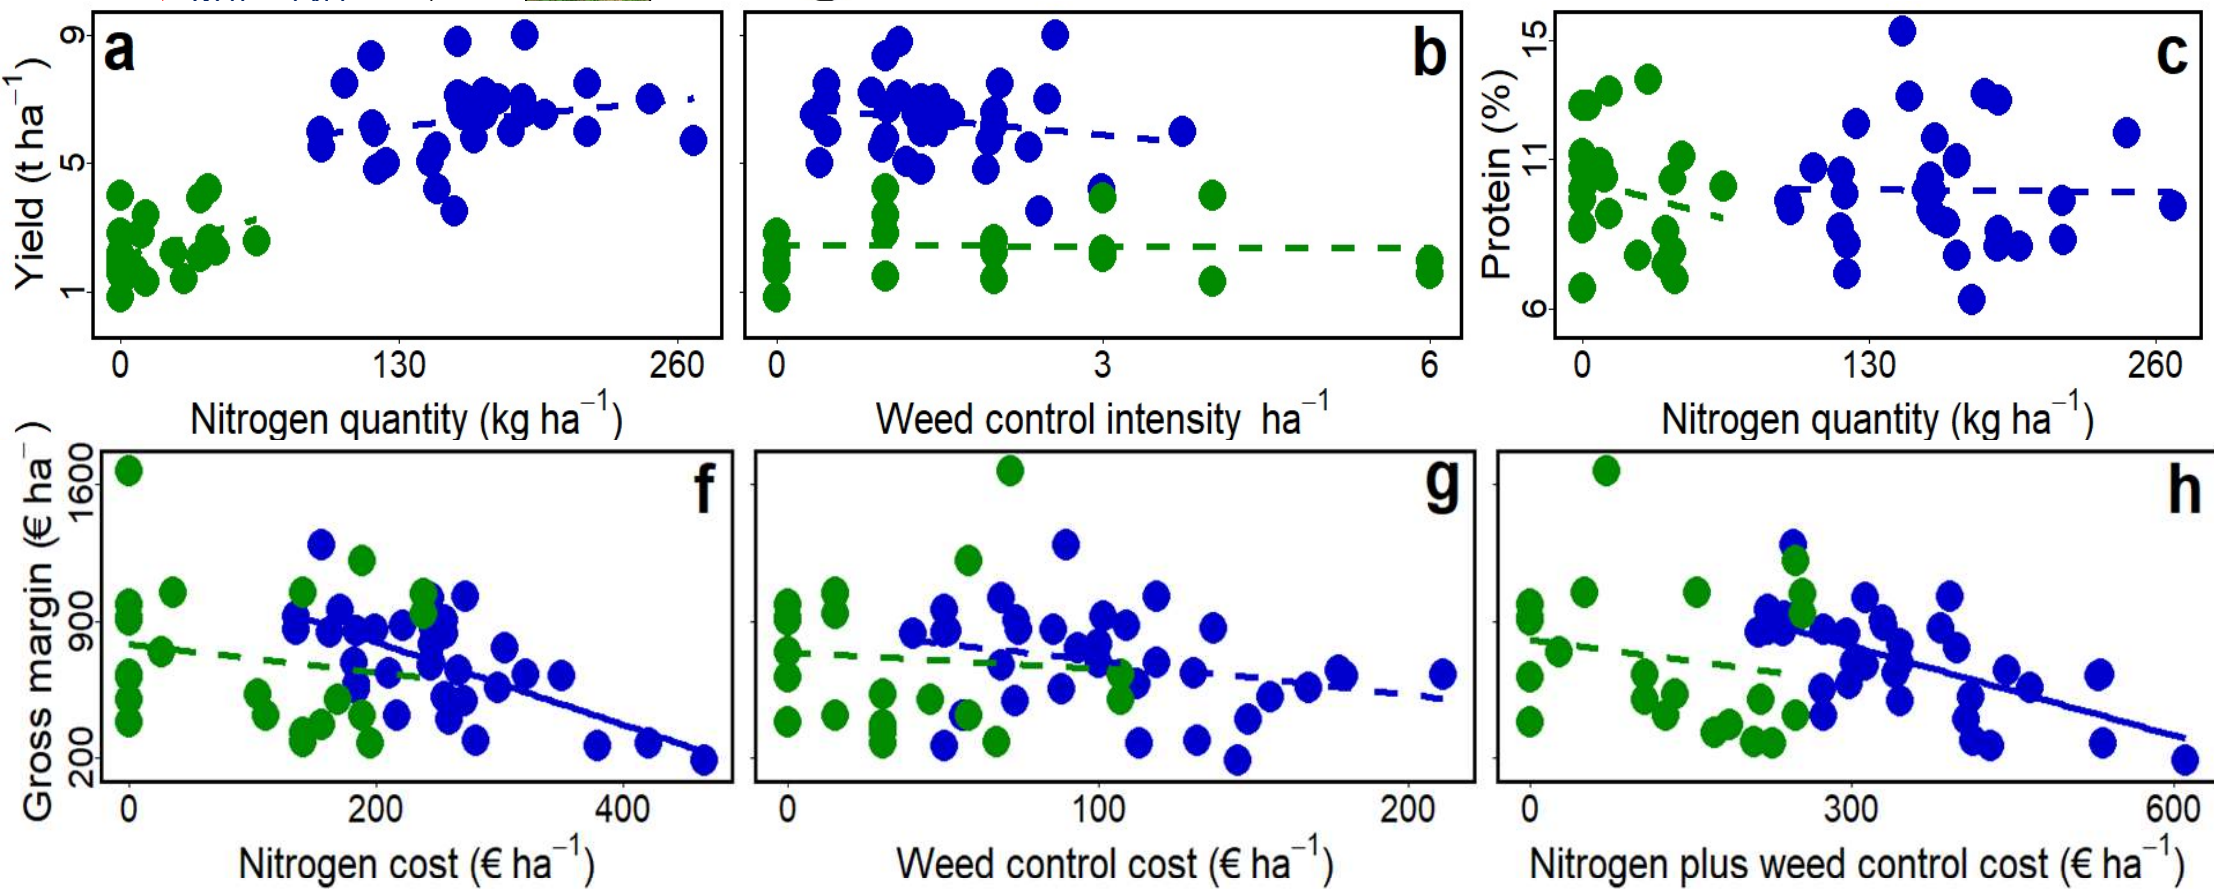 a
b
c
Yield (t ha⁻¹)
9
5
1
0 130 260
Nitrogen quantity (kg ha⁻¹)
0 3 6
Weed control intensity ha⁻¹
Protein (%)
15
11
6
0 130 260
Nitrogen quantity (kg ha⁻¹)
f
g
h
Gross margin (€ ha⁻)
1600
900
200
0 200 400
Nitrogen cost (€ ha⁻¹)
0 100 200
Weed control cost (€ ha⁻¹)
0 300 600
Nitrogen plus weed control cost (€ ha⁻¹)